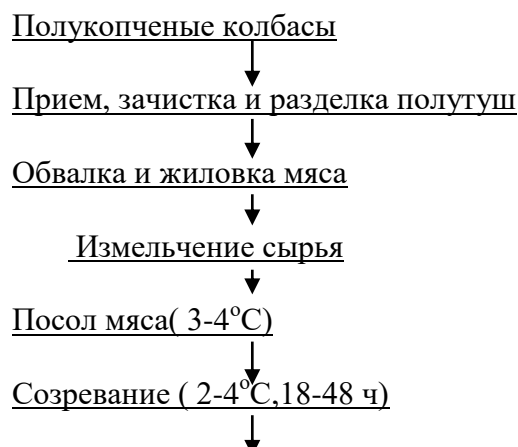 Полукопченые колбасы
Прием, зачистка и разделка полутуш
Обвалка и жиловка мяса
Измельчение сырья
Посол мяса( 3-4°С)
Созревание ( 2-4°С,18-48 ч)